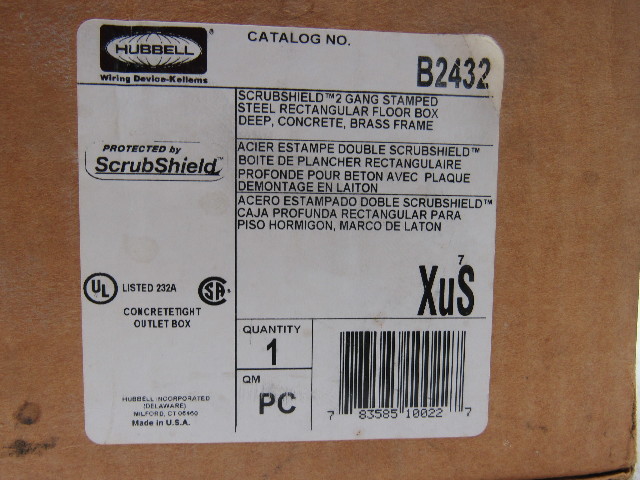 HUBBELL®
Wiring Device-Kellems
CATALOG NO.
B2432
SCRUBSHIELD™2 GANG STAMPED
STEEL RECTANGULAR FLOOR BOX
DEEP, CONCRETE, BRASS FRAME
PROTECTED by
ScrubShield™
ACIER ESTAMPE DOUBLE SCRUBSHIELD™
BOITE DE PLANCHER RECTANGULAIRE
PROFONDE POUR BETON AVEC PLAQUE
DEMONTAGE EN LAITON
ACERO ESTAMPADO DOBLE SCRUBSHIELD™
CAJA PROFUNDA RECTANGULAR PARA
PISO HORMIGON, MARCO DE LATON
UL LISTED 232A SA®
CONCRETETIGHT
OUTLET BOX
7
XuS
QUANTITY
1
QM
PC
7 83585 10022 7
HUBBELL INCORPORATED
(DELAWARE)
MILFORD, CT 06460
Made in U.S.A.